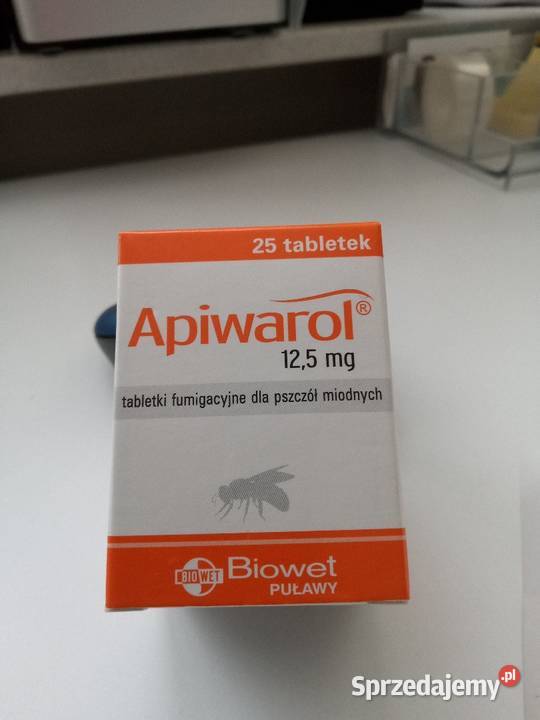 25 tabletek
Apiwarol®
12,5 mg
tabletki fumigacyjne dla pszczół miodnych
BIOWET
Biowet
PUŁAWY
Sprzedajemy.pl